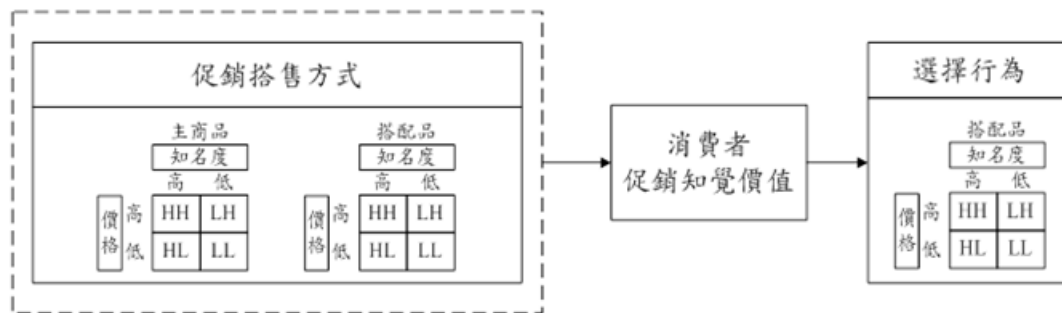 促銷搭售方式
主商品
知名度
高 低
價格
高 HH LH
低 HL LL
搭配品
知名度
高 低
價格
高 HH LH
低 HL LL
消費者
促銷知覺價值
選擇行為
搭配品
知名度
高 低
價格
高 HH LH
低 HL LL